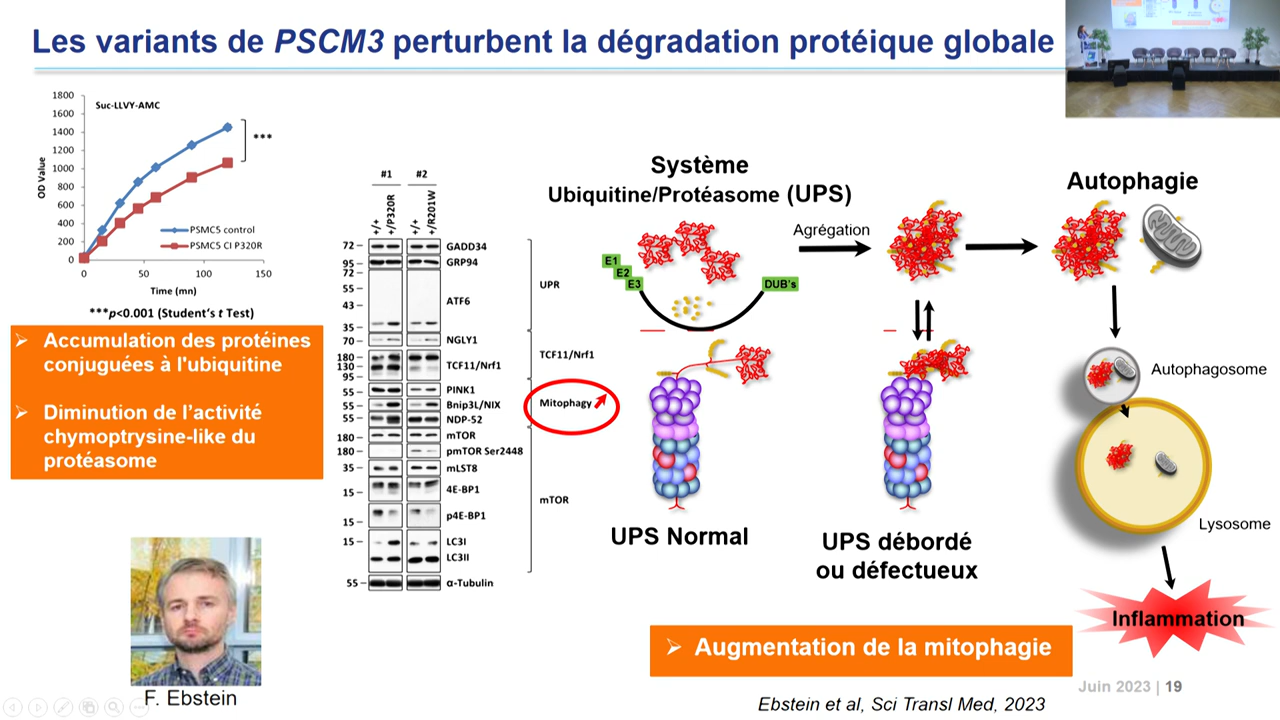 Les variants de PSCM3 perturbent la dégradation protéique globale
1800
1600
1400
1200
1000
800
600
400
200
0
OD Value
Suc-LLVY-AMC
***
PSMC5 control
PSMC5 CI P320R
0 50 100 150
Time (mn)
***p<0.001 (Student's t Test)
➢ Accumulation des protéines
conjuguées à l'ubiquitine
➢ Diminution de l'activité
chymoptrysine-like du
protéasome
F. Ebstein
#1 #2
+/+ +/P320R +/+ +/R201W
72 GADD34
95 GRP94
72
55
43
35
ATF6
70 NGLY1
180
130
95
TCF11/Nrf1
55 PINK1
55 Bnip3L/NIX
55 NDP-52
180 mTOR
180 pmTOR Ser2448
35 mLST8
15 4E-BP1
15 p4E-BP1
15 LC3I
LC3II
55 α-Tubulin
UPR
TCF11/Nrf1
Mitophagy
mTOR
Système
Ubiquitine/Protéasome (UPS)
E1
E2
E3
DUB's
UPS Normal
Agrégation
UPS débordé
ou défectueux
Autophagie
Autophagosome
Lysosome
Inflammation
➢ Augmentation de la mitophagie
Juin 2023 | 19
Ebstein et al, Sci Transl Med, 2023